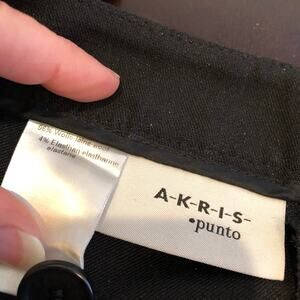 96% Wolle-laine wool
4% Elasthan elasthanne
elastane
A-K-R-I-S-
•punto